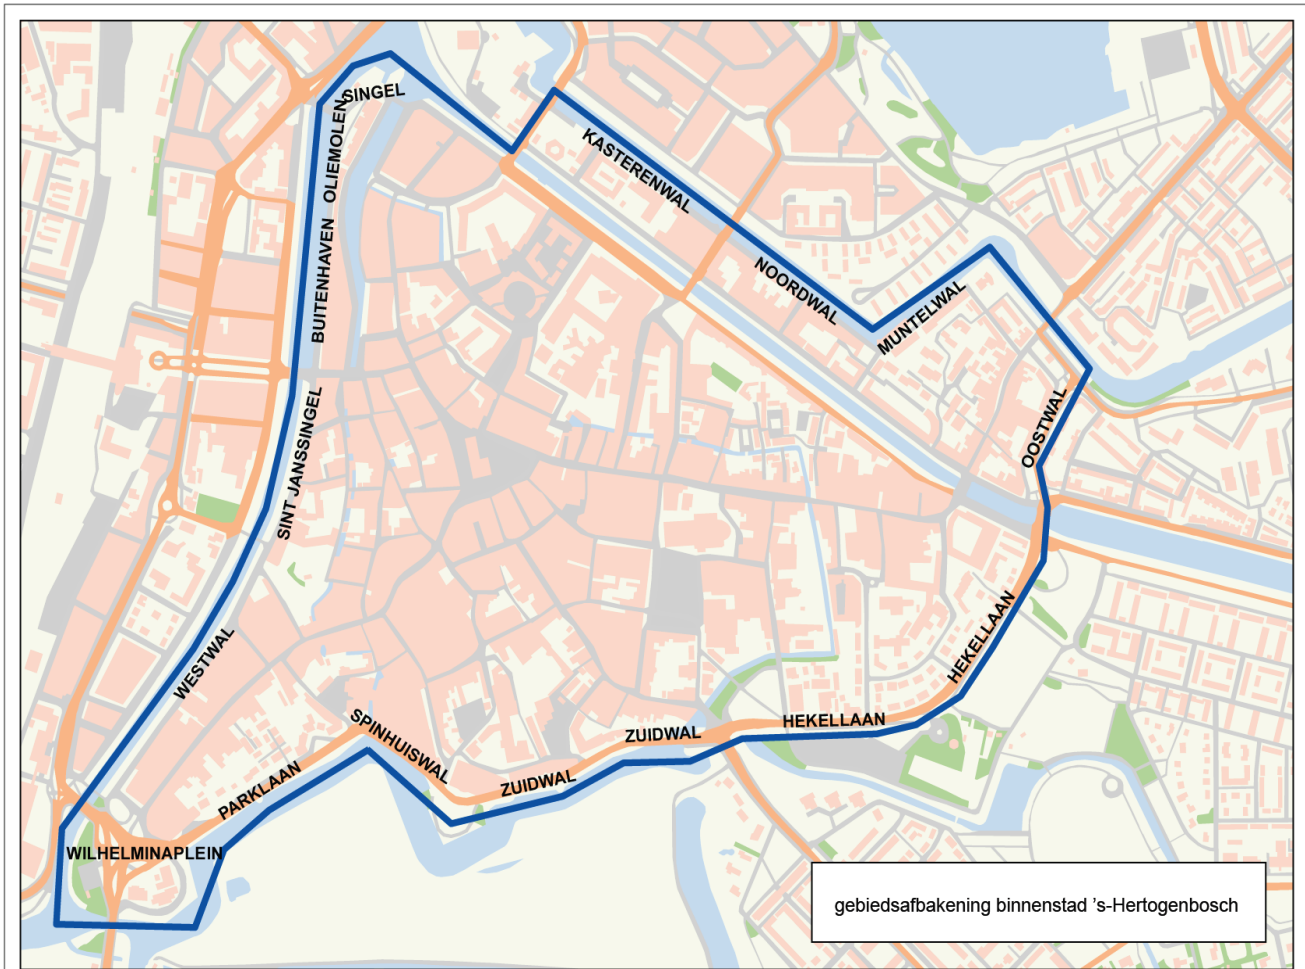 SINGEL
OLIEMOLEN
KASTERENWAL
BUITENHAVEN
NOORDWAL
MUNTELWAL
OOSTWAL
SINT JANSSINGEL
HEKELLAAN
WESTWAL
SPINHUISWAL
ZUIDWAL
HEKELLAAN
ZUIDWAL
PARKLAAN
WILHELMINAPLEIN
gebiedsafbakening binnenstad 's-Hertogenbosch